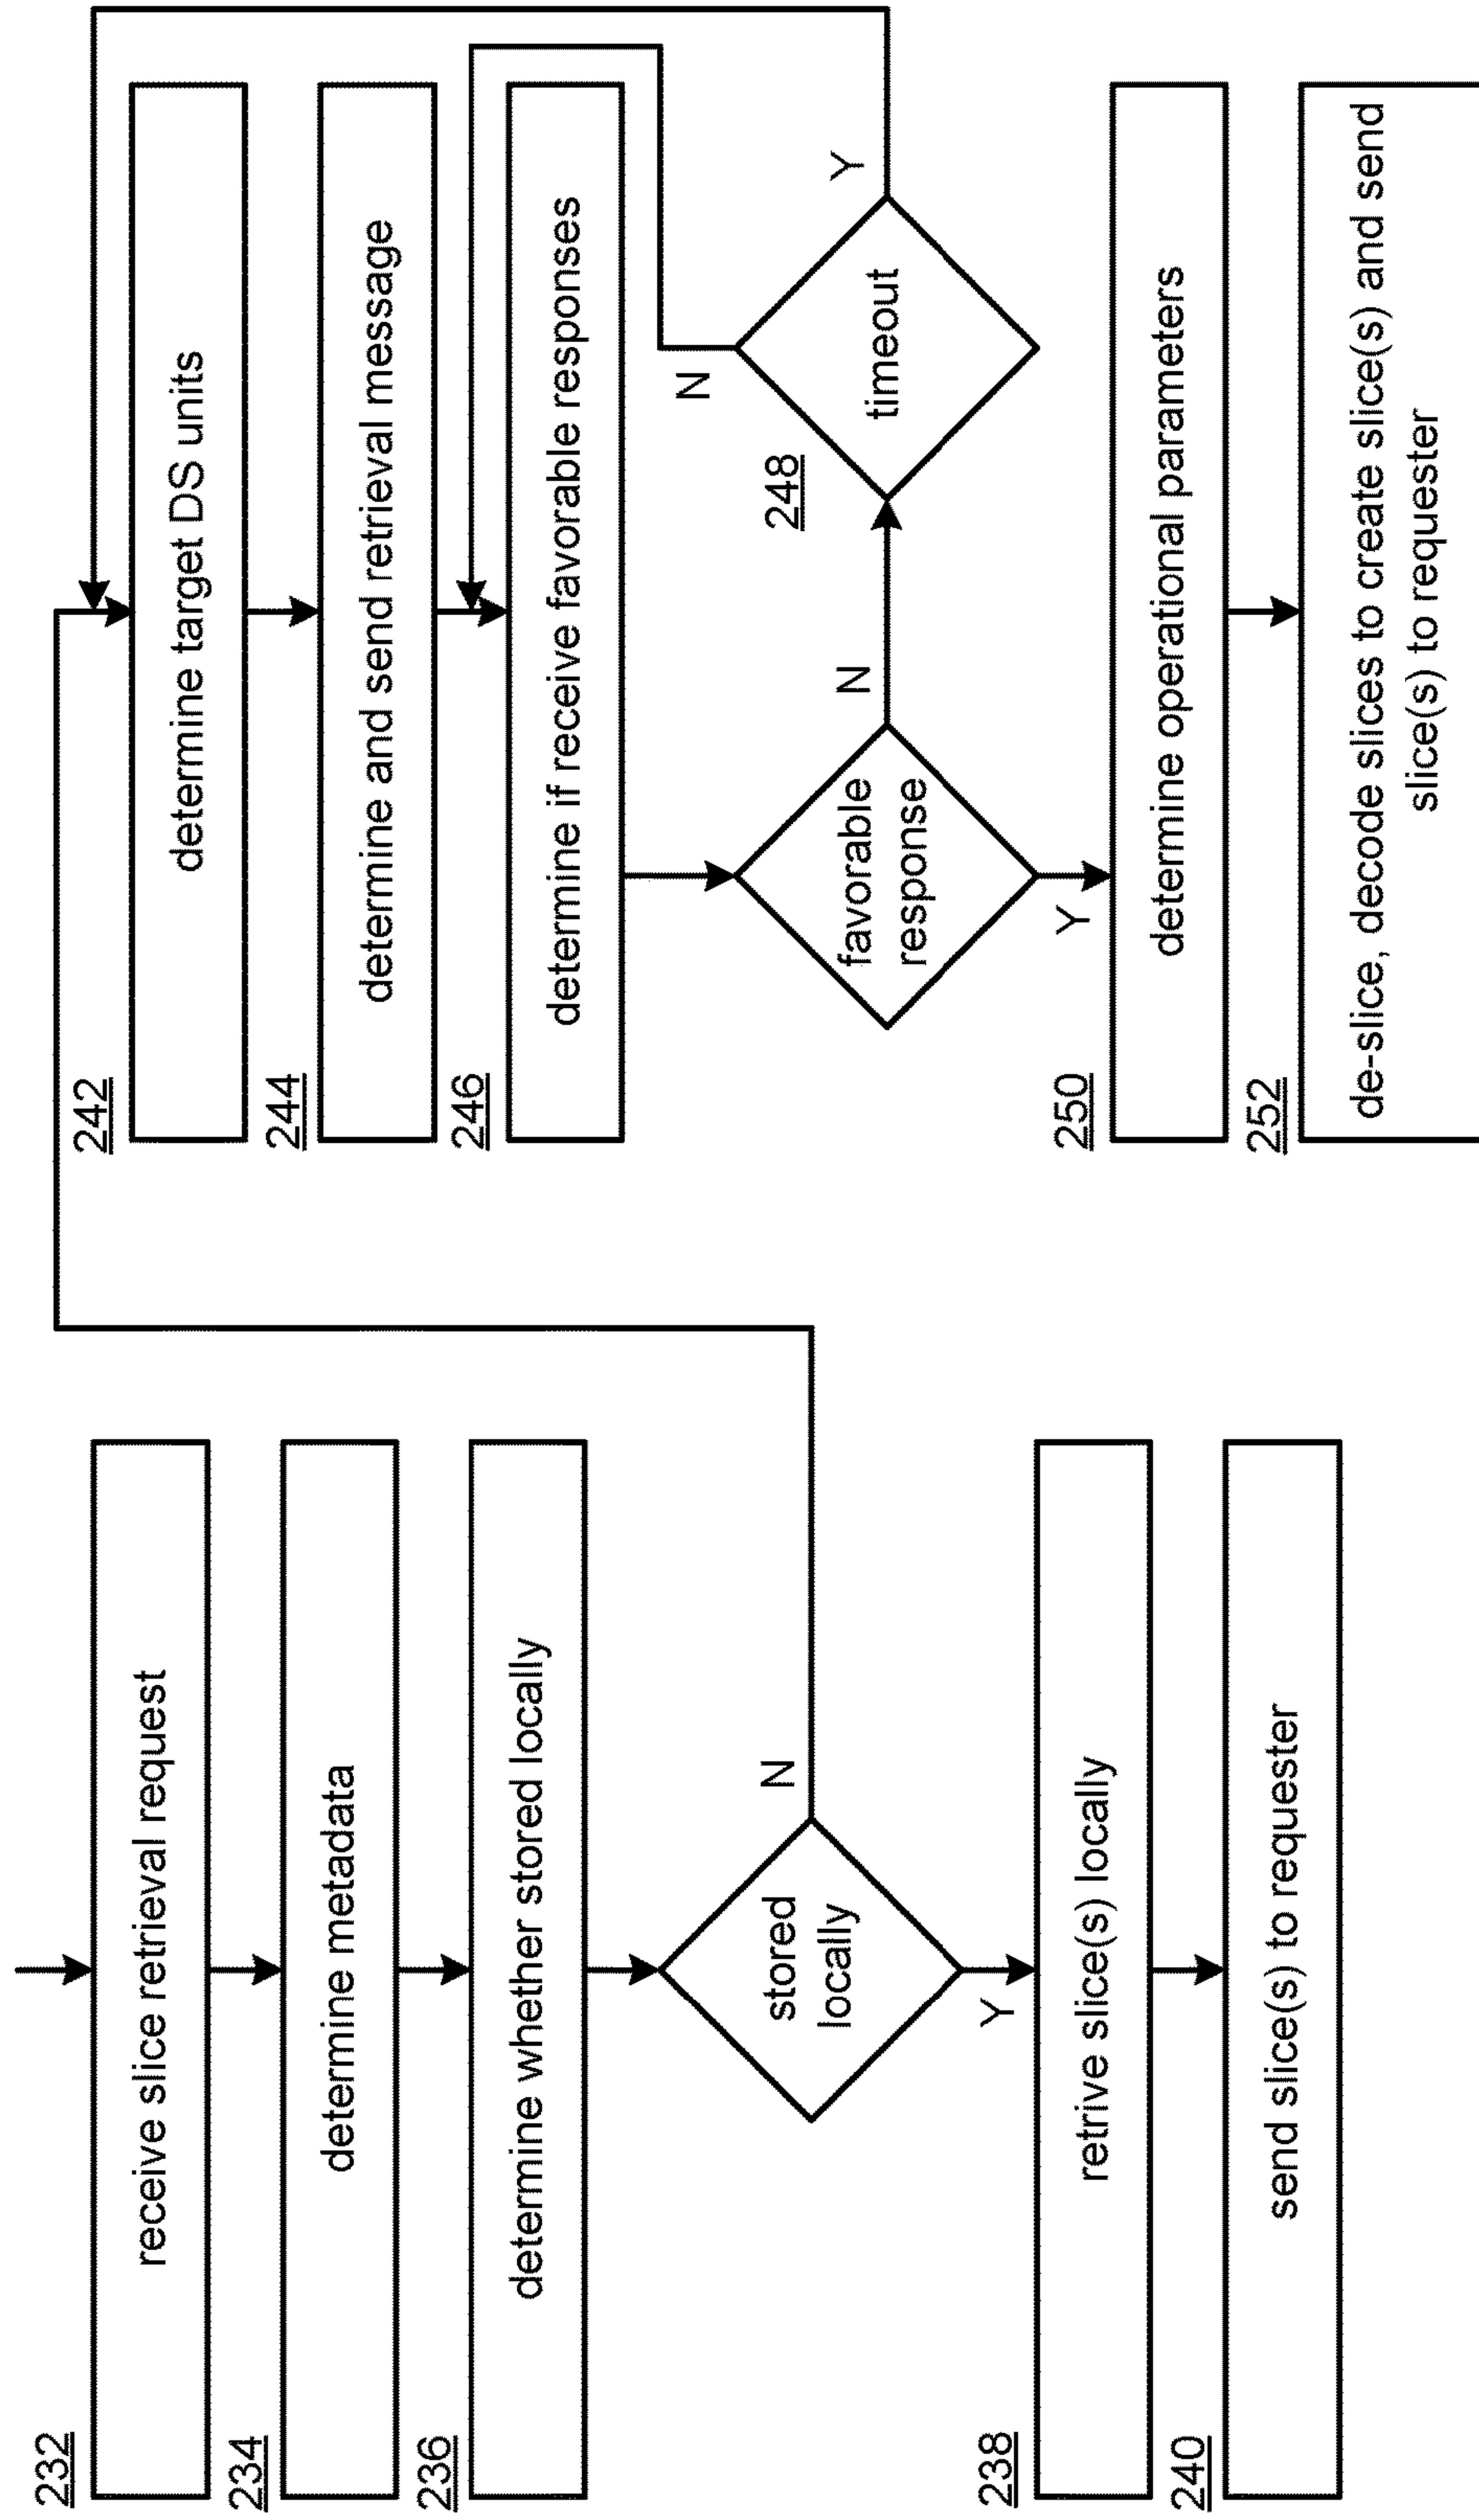 232
receive slice retrieval request
234
determine metadata
236
determine whether stored locally
stored
locally
N
Y
238
retrive slice(s) locally
240
send slice(s) to requester
242
determine target DS units
244
determine and send retrieval message
246
determine if receive favorable responses
favorable
response
N
Y
248
timeout
N
Y
250
determine operational parameters
252
de-slice, decode slices to create slice(s) and send
slice(s) to requester